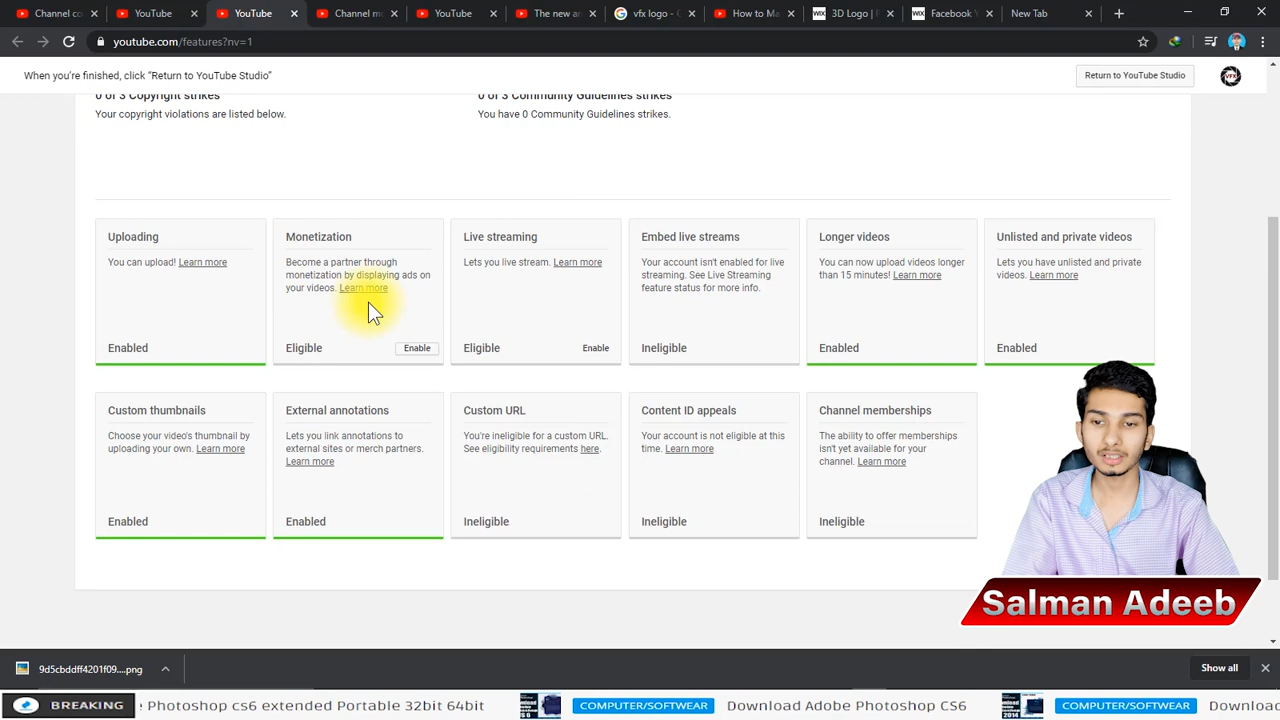 Channel co
YouTube
YouTube
Channel m
YouTube
The new a
vfx logo - G
How to Ma
3D Logo | F
Facebook
New Tab
youtube.com/features?nv=1
When you're finished, click "Return to YouTube Studio"
Return to YouTube Studio
VFX
0 of 3 Copyright strikes
0 of 3 Community Guidelines strikes
Your copyright violations are listed below.
You have 0 Community Guidelines strikes.
Uploading
You can upload! Learn more
Enabled
Monetization
Become a partner through
monetization by displaying ads on
your videos. Learn more
Eligible
Enable
Live streaming
Lets you live stream. Learn more
Eligible
Enable
Embed live streams
Your account isn't enabled for live
streaming. See Live Streaming
feature status for more info.
Ineligible
Longer videos
You can now upload videos longer
than 15 minutes! Learn more
Enabled
Unlisted and private videos
Lets you have unlisted and private
videos. Learn more
Enabled
Custom thumbnails
Choose your video's thumbnail by
uploading your own. Learn more
Enabled
External annotations
Lets you link annotations to
external sites or merch partners.
Learn more
Enabled
Custom URL
You're ineligible for a custom URL.
See eligibility requirements here.
Ineligible
Content ID appeals
Your account is not eligible at this
time. Learn more
Ineligible
Channel memberships
The ability to offer memberships
isn't yet available for your
channel. Learn more
Ineligible
Salman Adeeb
9d5cbddff4201f09....png
Show all
BREAKING
Photoshop cs6 extended Portable 32bit 64bit
COMPUTER/SOFTWEAR
Download Adobe Photoshop CS6
COMPUTER/SOFTWEAR
Downloa